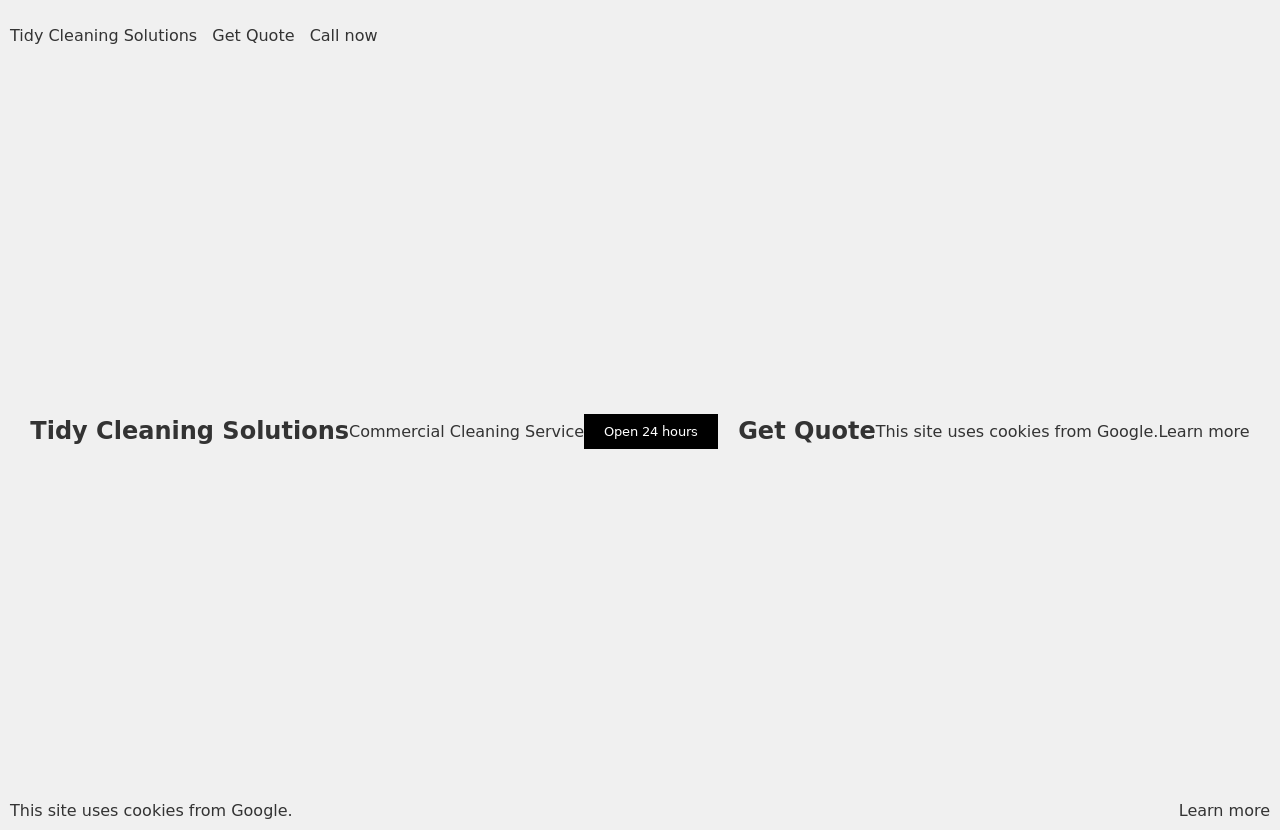 Tidy Cleaning Solutions Get Quote Call now
Tidy Cleaning Solutions Commercial Cleaning Service Open 24 hours Get Quote This site uses cookies from Google. Learn more
This site uses cookies from Google. Learn more